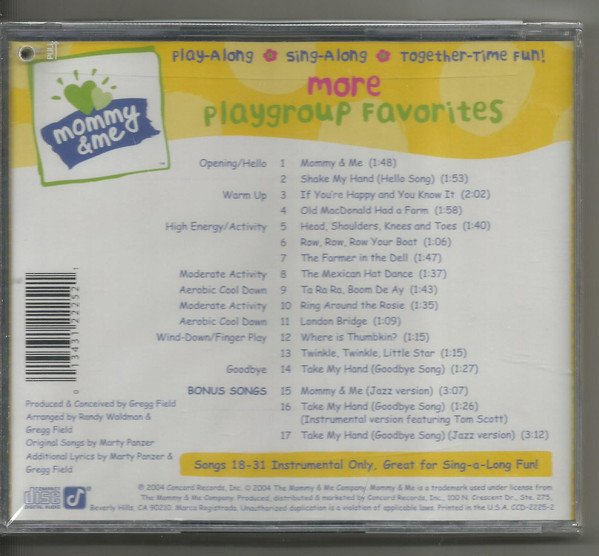 PULL
Play-Along Sing-Along Together-Time Fun!
more
Playgroup Favorites
mommy
&me
™
Opening/Hello 1 Mommy & Me (1:48)
2 Shake My Hand (Hello Song) (1:53)
Warm Up 3 If You're Happy and You Know It (2:02)
4 Old MacDonald Had a Farm (1:58)
High Energy/Activity 5 Head, Shoulders, Knees and Toes (1:40)
6 Row, Row, Row Your Boat (1:06)
7 The Farmer in the Dell (1:47)
Moderate Activity 8 The Mexican Hat Dance (1:37)
Aerobic Cool Down 9 Ta Ra Ra, Boom De Ay (1:43)
Moderate Activity 10 Ring Around the Rosie (1:35)
Aerobic Cool Down 11 London Bridge (1:09)
Wind-Down/Finger Play 12 Where is Thumbkin? (1:15)
13 Twinkle, Twinkle, Little Star (1:15)
Goodbye 14 Take My Hand (Goodbye Song) (1:27)
BONUS SONGS 15 Mommy & Me (Jazz version) (3:07)
16 Take My Hand (Goodbye Song) (1:26)
(Instrumental version featuring Tom Scott)
17 Take My Hand (Goodbye Song) (Jazz version) (3:12)
0 13431 22252 1
Produced & Conceived by Gregg Field
Arranged by Randy Waldman &
Gregg Field
Original Songs by Marty Panzer
Additional Lyrics by Marty Panzer &
Gregg Field
Songs 18-31 Instrumental Only, Great for Sing-a-Long Fun!
COMPACT
disc
DIGITAL AUDIO
℗ 2004 Concord Records, Inc. © 2004 The Mommy & Me Company. Mommy & Me is a trademark used under license from
The Mommy & Me Company. Produced, distributed & marketed by Concord Records, Inc., 100 N. Crescent Dr., Ste. 275,
Beverly Hills, CA 90210. Marca Registrada. Unauthorized duplication is a violation of applicable laws. Printed in the U.S.A. CCD-2225-2